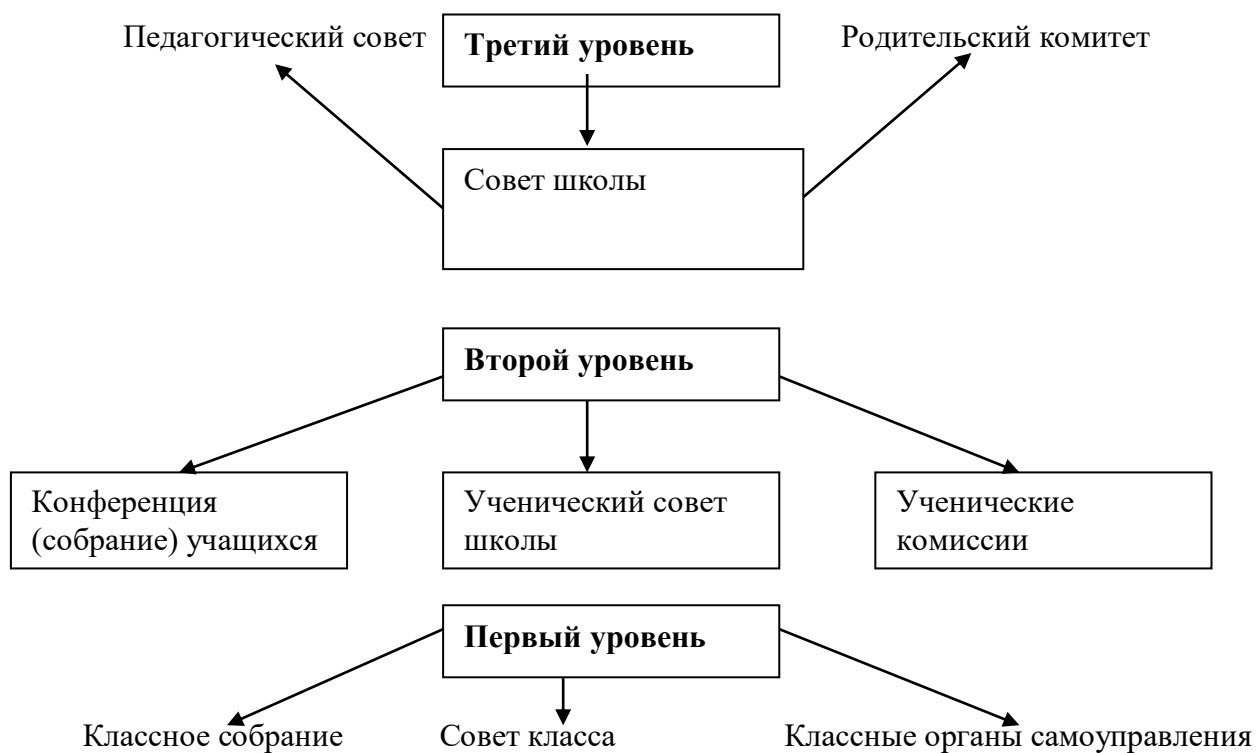 Педагогический совет
Третий уровень
Родительский комитет
Совет школы
Второй уровень
Конференция
(собрание) учащихся
Ученический совет
школы
Ученические
комиссии
Первый уровень
Классное собрание
Совет класса
Классные органы самоуправления